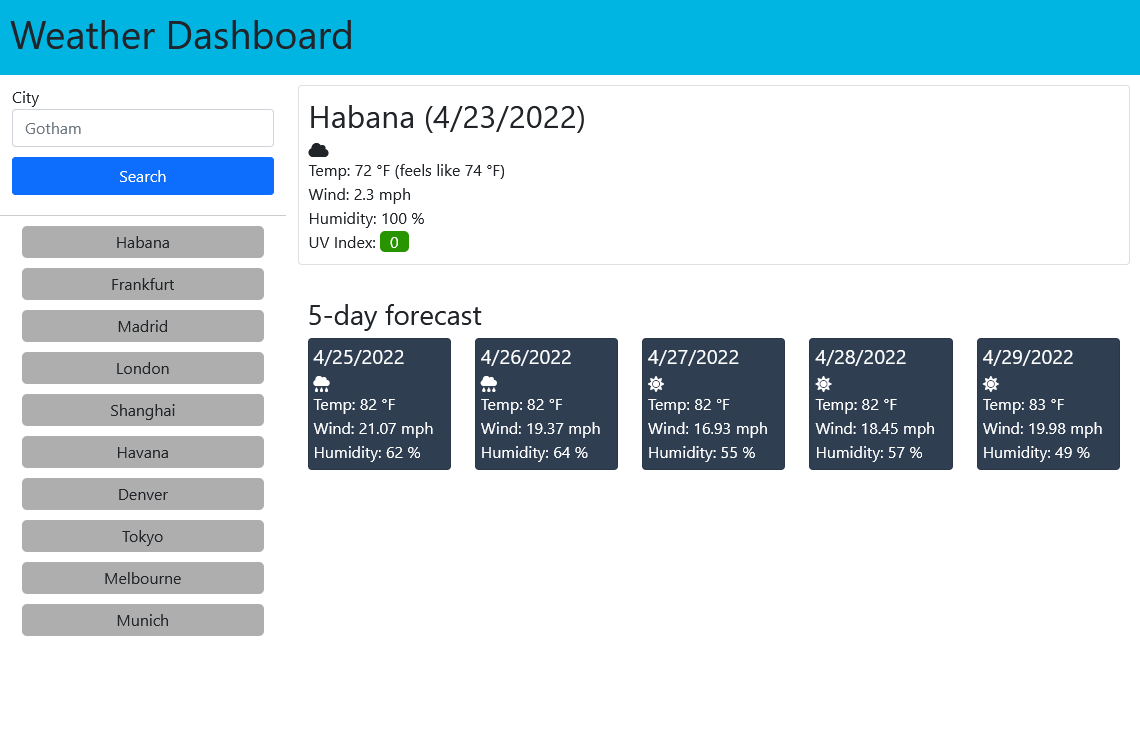 Weather Dashboard
City
Gotham
Search
Habana
Frankfurt
Madrid
London
Shanghai
Havana
Denver
Tokyo
Melbourne
Munich
Habana (4/23/2022)
Temp: 72 °F (feels like 74 °F)
Wind: 2.3 mph
Humidity: 100 %
UV Index: 0
5-day forecast
4/25/2022
Temp: 82 °F
Wind: 21.07 mph
Humidity: 62 %
4/26/2022
Temp: 82 °F
Wind: 19.37 mph
Humidity: 64 %
4/27/2022
Temp: 82 °F
Wind: 16.93 mph
Humidity: 55 %
4/28/2022
Temp: 82 °F
Wind: 18.45 mph
Humidity: 57 %
4/29/2022
Temp: 83 °F
Wind: 19.98 mph
Humidity: 49 %